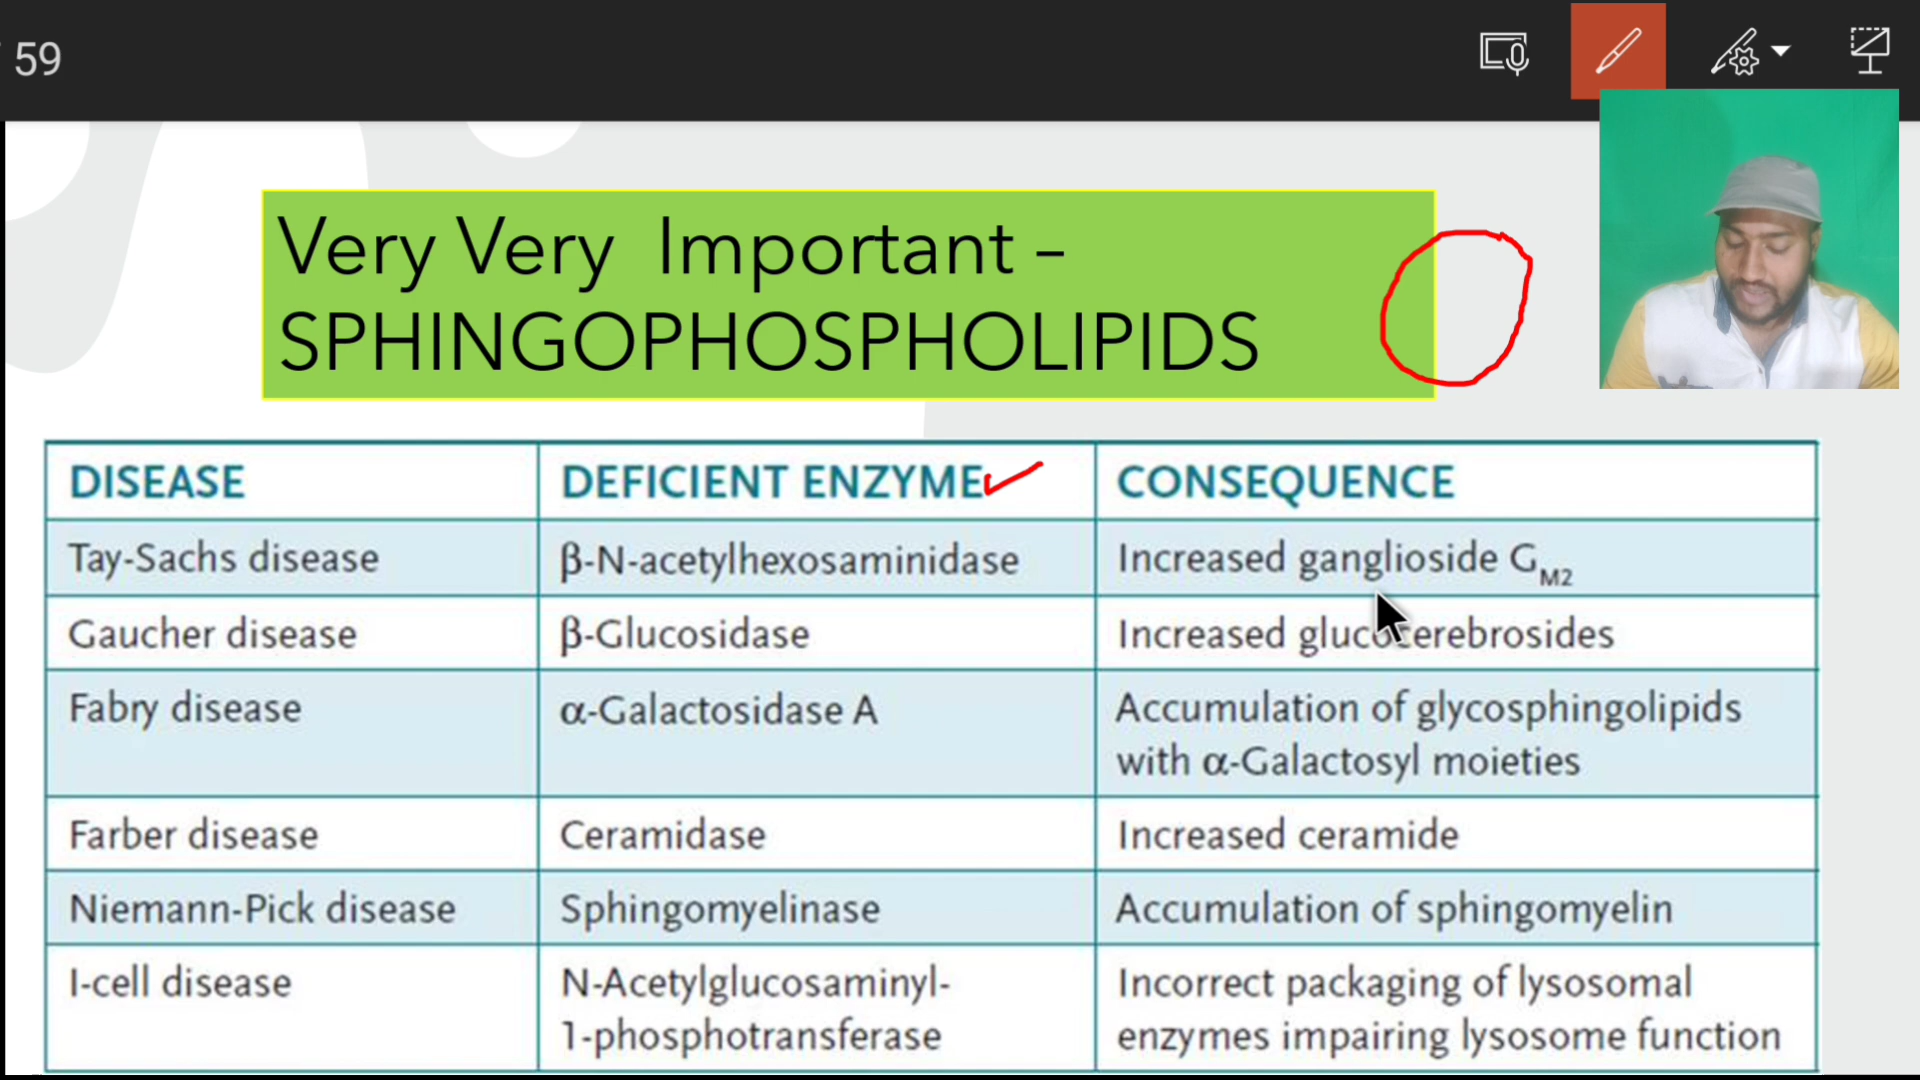 59
Very Very Important –
SPHINGOPHOSPHOLIPIDS
DISEASE DEFICIENT ENZYME CONSEQUENCE
Tay-Sachs disease β-N-acetylhexosaminidase Increased ganglioside GM2
Gaucher disease β-Glucosidase Increased glucocerebrosides
Fabry disease α-Galactosidase A Accumulation of glycosphingolipids
with α-Galactosyl moieties
Farber disease Ceramidase Increased ceramide
Niemann-Pick disease Sphingomyelinase Accumulation of sphingomyelin
I-cell disease N-Acetylglucosaminyl- Incorrect packaging of lysosomal
1-phosphotransferase enzymes impairing lysosome function